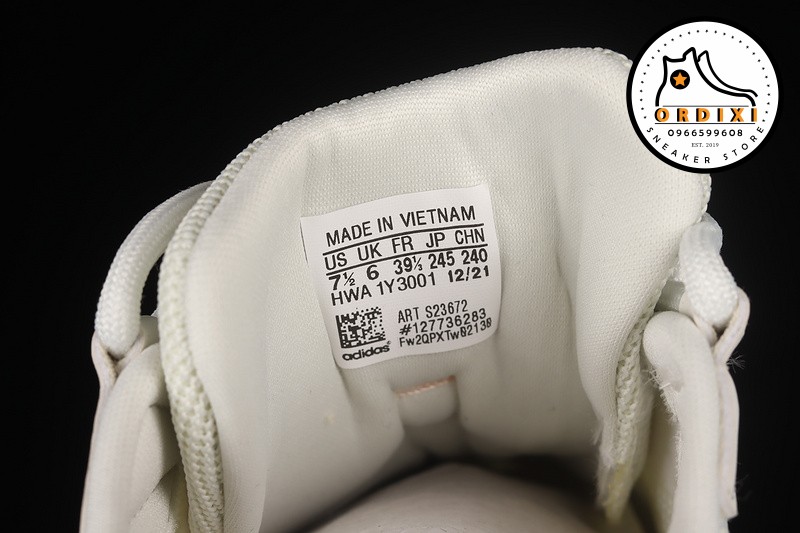 ORDIXI
0966599608
EST. 2019
SNEAKER STORE
MADE IN VIETNAM
US UK FR JP CHN
7½ 6 39⅓ 245 240
HWA 1Y3001 12/21
ART S23672
#127736283
FW2QPXTw02130
adidas